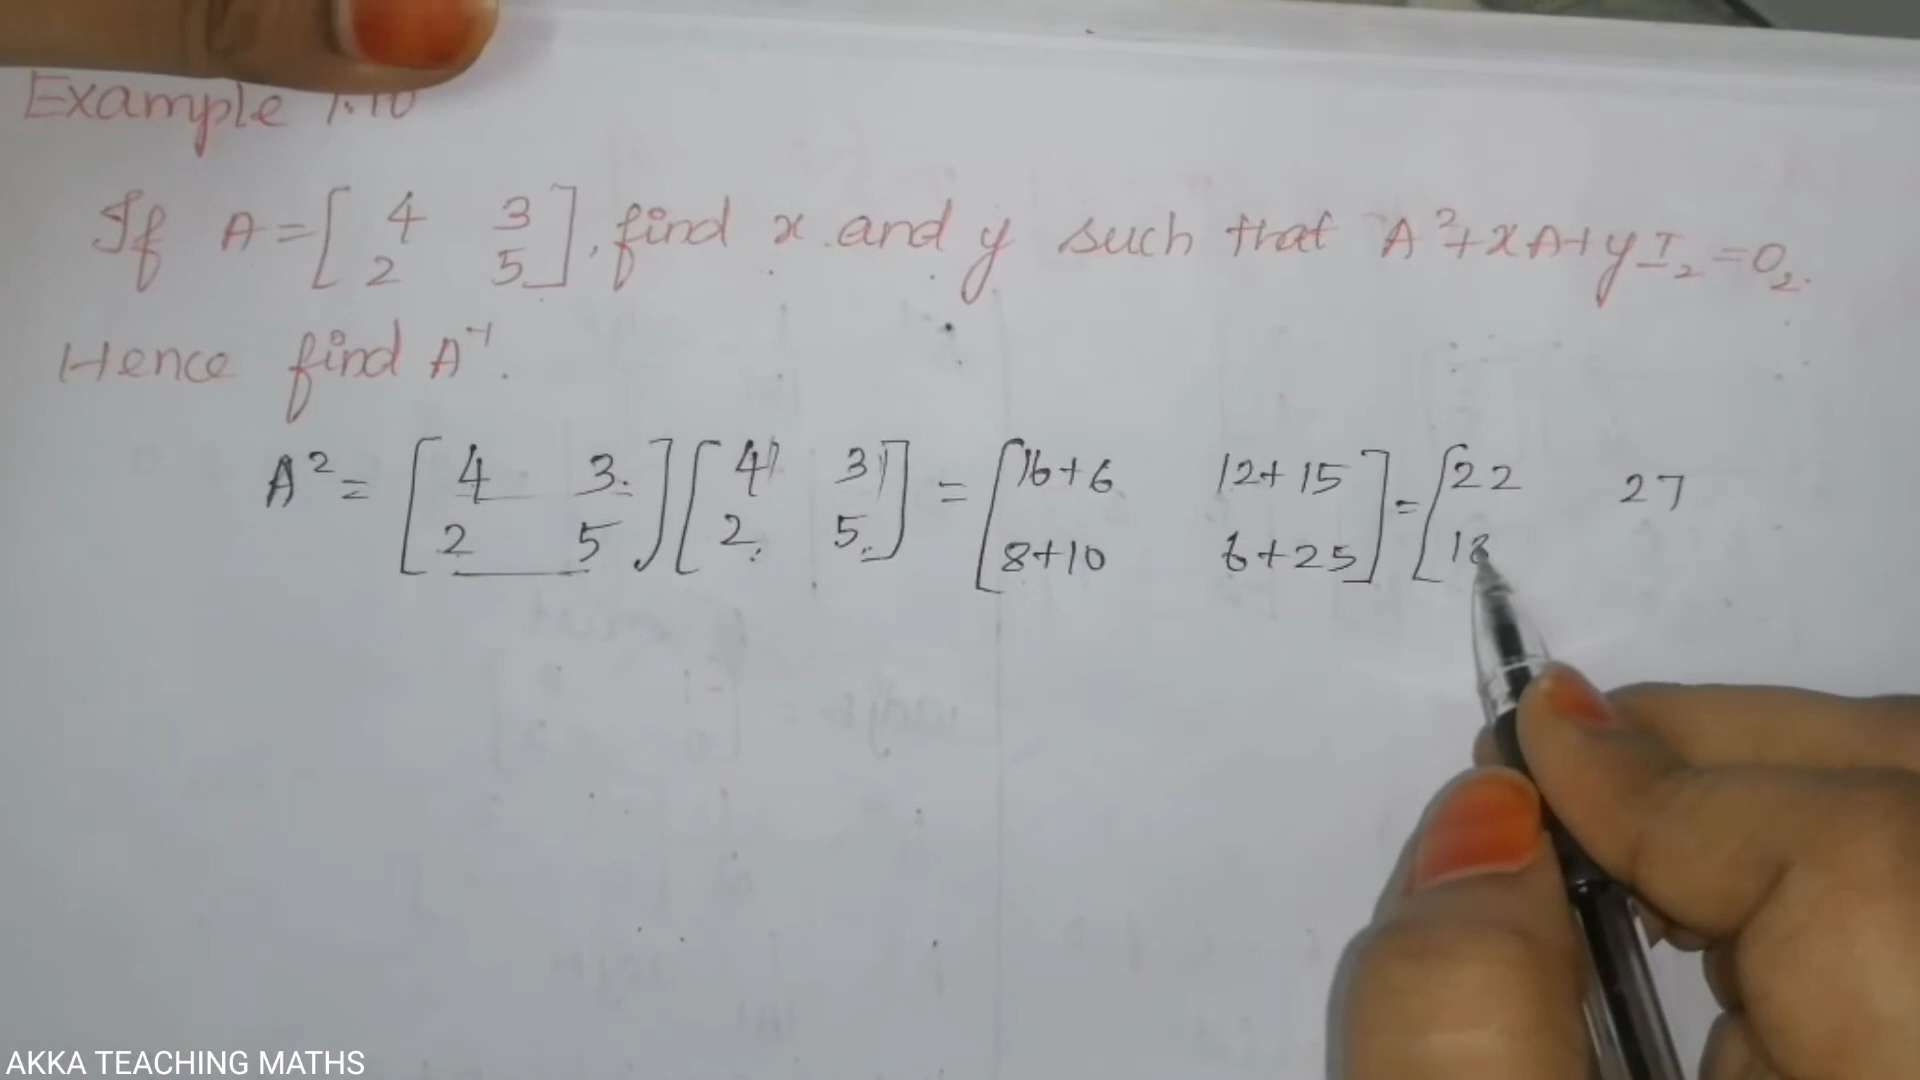 Example 1.10
If A = [ 4 3 ], find x and y such that A²+xA+yI₂=O₂.
2 5
Hence find A⁻¹.
A² = [ 4 3 ] [ 4 3 ] = [ 16+6 12+15 ] = [ 22 27
2 5 2 5 8+10 6+25 18
AKKA TEACHING MATHS